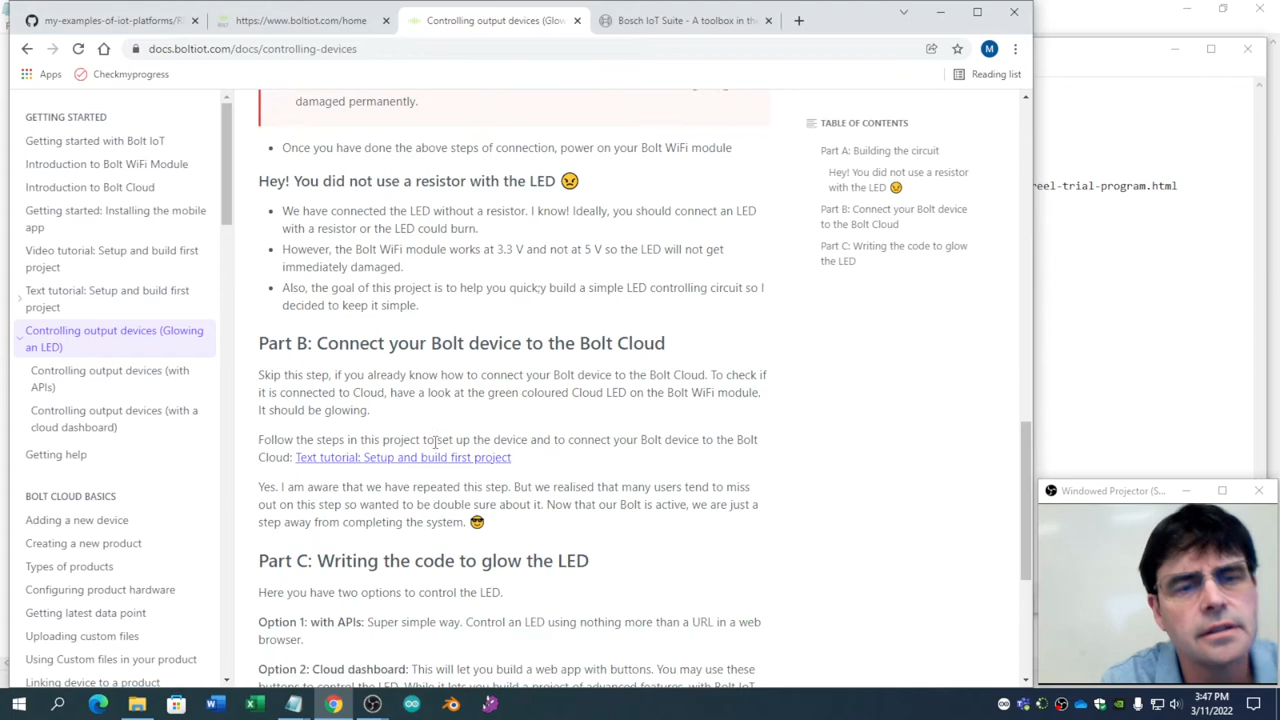 my-examples-of-iot-platforms/R
https://www.boltiot.com/home
Controlling output devices (Glow
Bosch IoT Suite - A toolbox in the
docs.boltiot.com/docs/controlling-devices
M
Apps
Checkmyprogress
Reading list
GETTING STARTED
Getting started with Bolt IoT
Introduction to Bolt WiFi Module
Introduction to Bolt Cloud
Getting started: Installing the mobile
app
Video tutorial: Setup and build first
project
Text tutorial: Setup and build first
project
Controlling output devices (Glowing
an LED)
Controlling output devices (with
APIs)
Controlling output devices (with a
cloud dashboard)
Getting help
BOLT CLOUD BASICS
Adding a new device
Creating a new product
Types of products
Configuring product hardware
Getting latest data point
Uploading custom files
Using Custom files in your product
Linking device to a product
damaged permanently.
Once you have done the above steps of connection, power on your Bolt WiFi module
Hey! You did not use a resistor with the LED 😠
We have connected the LED without a resistor. I know! Ideally, you should connect an LED
with a resistor or the LED could burn.
However, the Bolt WiFi module works at 3.3 V and not at 5 V so the LED will not get
immediately damaged.
Also, the goal of this project is to help you quick;y build a simple LED controlling circuit so I
decided to keep it simple.
Part B: Connect your Bolt device to the Bolt Cloud
Skip this step, if you already know how to connect your Bolt device to the Bolt Cloud. To check if
it is connected to Cloud, have a look at the green coloured Cloud LED on the Bolt WiFi module.
It should be glowing.
Follow the steps in this project to set up the device and to connect your Bolt device to the Bolt
Cloud: Text tutorial: Setup and build first project
Yes. I am aware that we have repeated this step. But we realised that many users tend to miss
out on this step so wanted to be double sure about it. Now that our Bolt is active, we are just a
step away from completing the system. 😎
Part C: Writing the code to glow the LED
Here you have two options to control the LED.
Option 1: with APIs: Super simple way. Control an LED using nothing more than a URL in a web
browser.
Option 2: Cloud dashboard: This will let you build a web app with buttons. You may use these
buttons to control the LED. While it lets you build a project of advanced features, with Bolt IoT
TABLE OF CONTENTS
Part A: Building the circuit
Hey! You did not use a resistor
with the LED 😠
Part B: Connect your Bolt device
to the Bolt Cloud
Part C: Writing the code to glow
the LED
reel-trial-program.html
Windowed Projector (S...
3:47 PM
3/11/2022